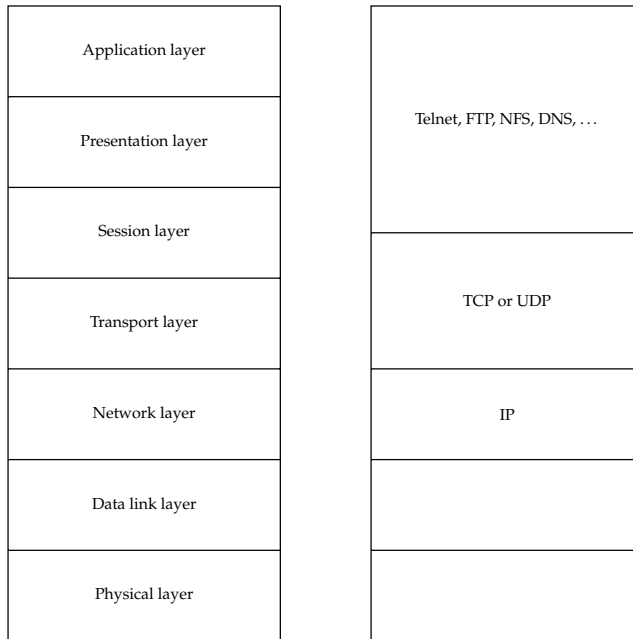 Application layer
Presentation layer
Session layer
Transport layer
Network layer
Data link layer
Physical layer
Telnet, FTP, NFS, DNS, ...
TCP or UDP
IP